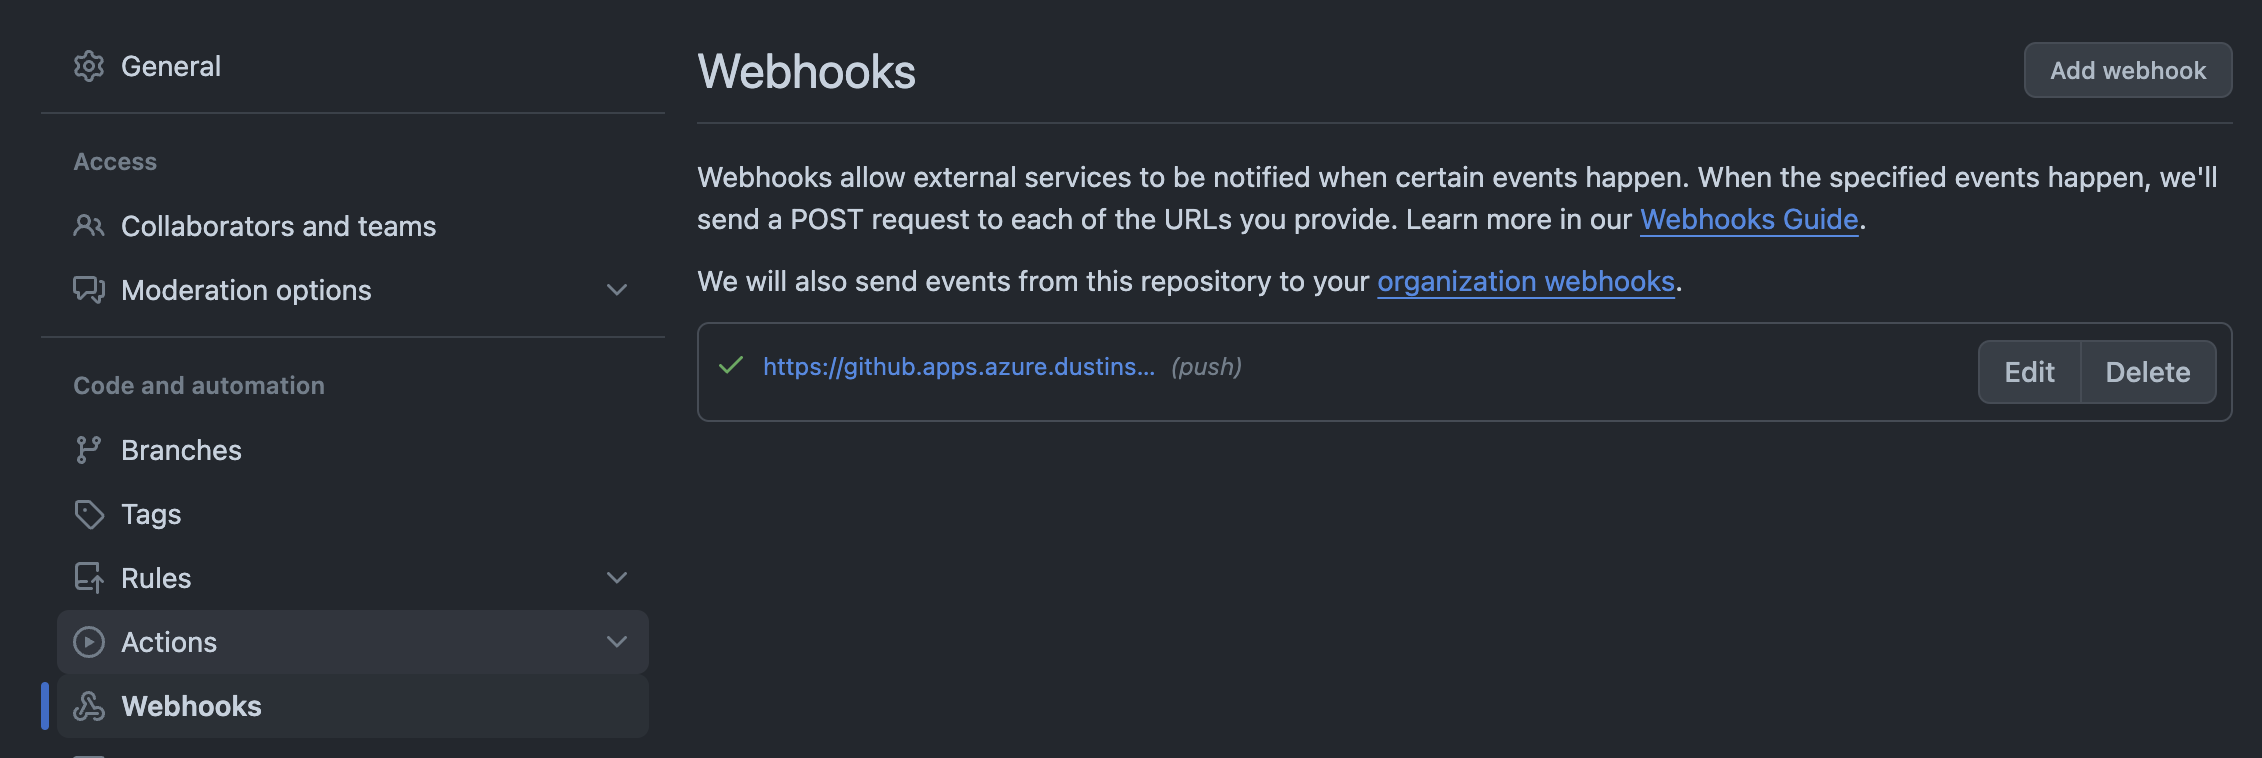 General
Access
Collaborators and teams
Moderation options
Code and automation
Branches
Tags
Rules
Actions
Webhooks
Webhooks
Add webhook
Webhooks allow external services to be notified when certain events happen. When the specified events happen, we'll
send a POST request to each of the URLs you provide. Learn more in our Webhooks Guide.
We will also send events from this repository to your organization webhooks.
https://github.apps.azure.dustins... (push)
Edit
Delete